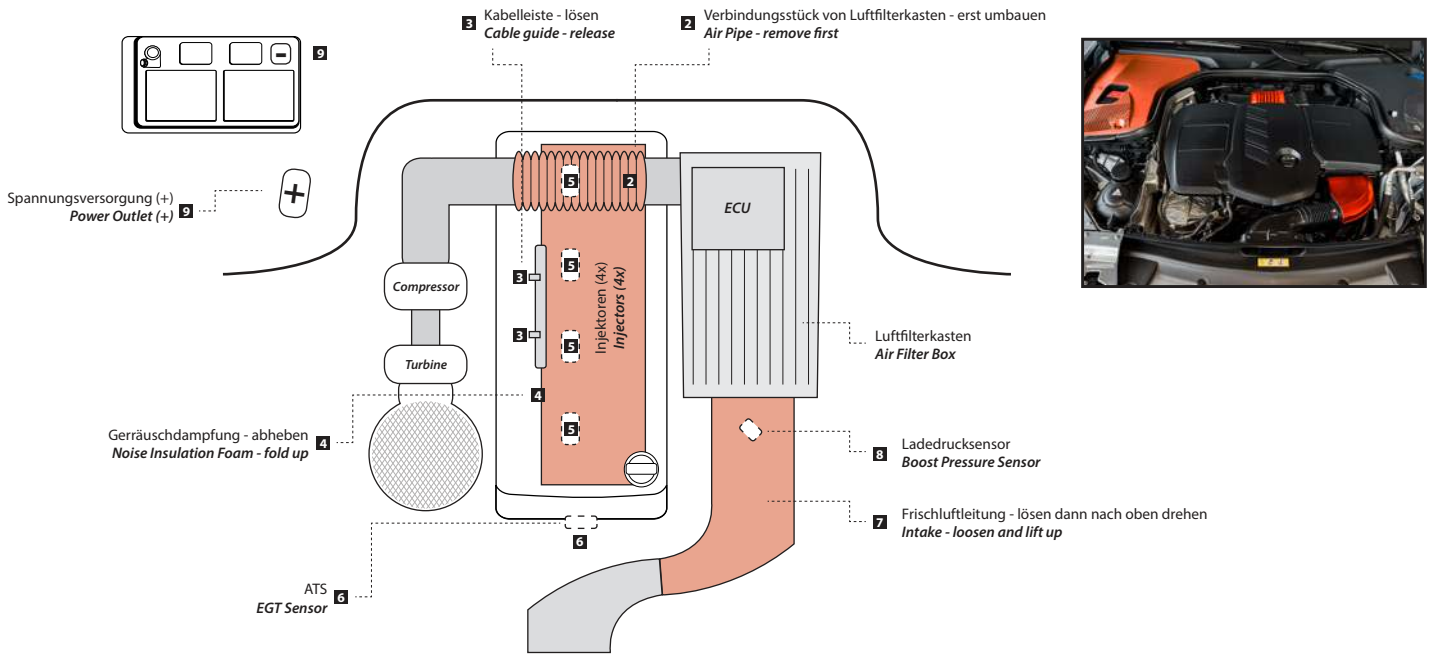 3 Kabelleiste - lösen
Cable guide - release
2 Verbindungsstück von Luftfilterkasten - erst umbauen
Air Pipe - remove first
9
Spannungsversorgung (+)
Power Outlet (+) 9
5
2
ECU
3
5
Compressor
Injektoren (4x)
Injectors (4x)
3
5
Turbine
Luftfilterkasten
Air Filter Box
4
5
Gerräuschdampfung - abheben
Noise Insulation Foam - fold up 4
8 Ladedrucksensor
Boost Pressure Sensor
7 Frischluftleitung - lösen dann nach oben drehen
Intake - loosen and lift up
6
ATS
EGT Sensor 6